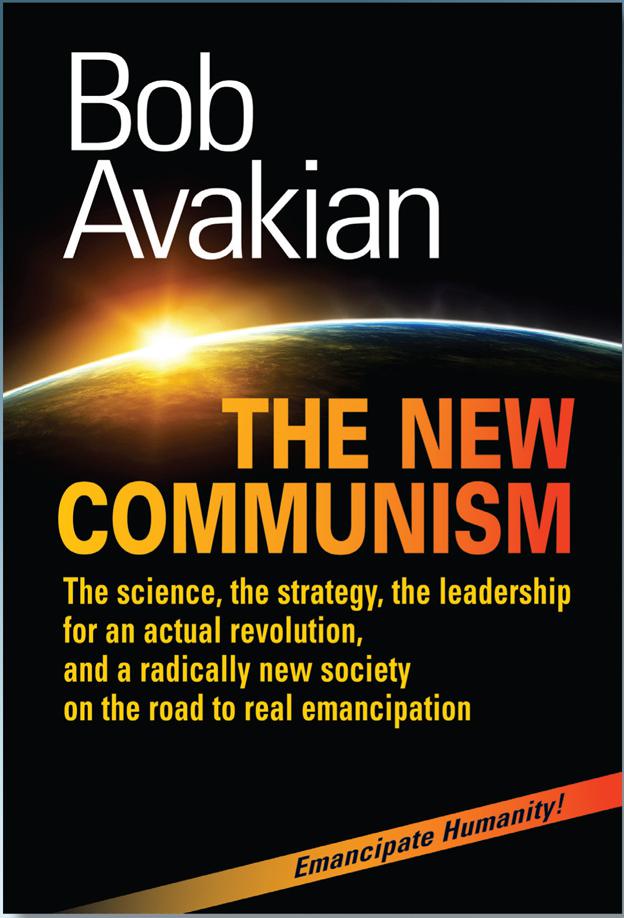 Bob
Avakian
THE NEW
COMMUNISM
The science, the strategy, the leadership
for an actual revolution,
and a radically new society
on the road to real emancipation
Emancipate Humanity!